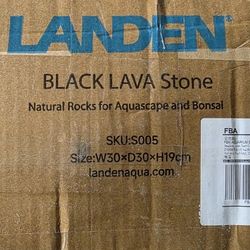 LANDEN®
BLACK LAVA Stone
Natural Rocks for Aquascape and Bonsai
SKU:S005
Size:W30×D30×H19cm
landenaqua.com
FBA